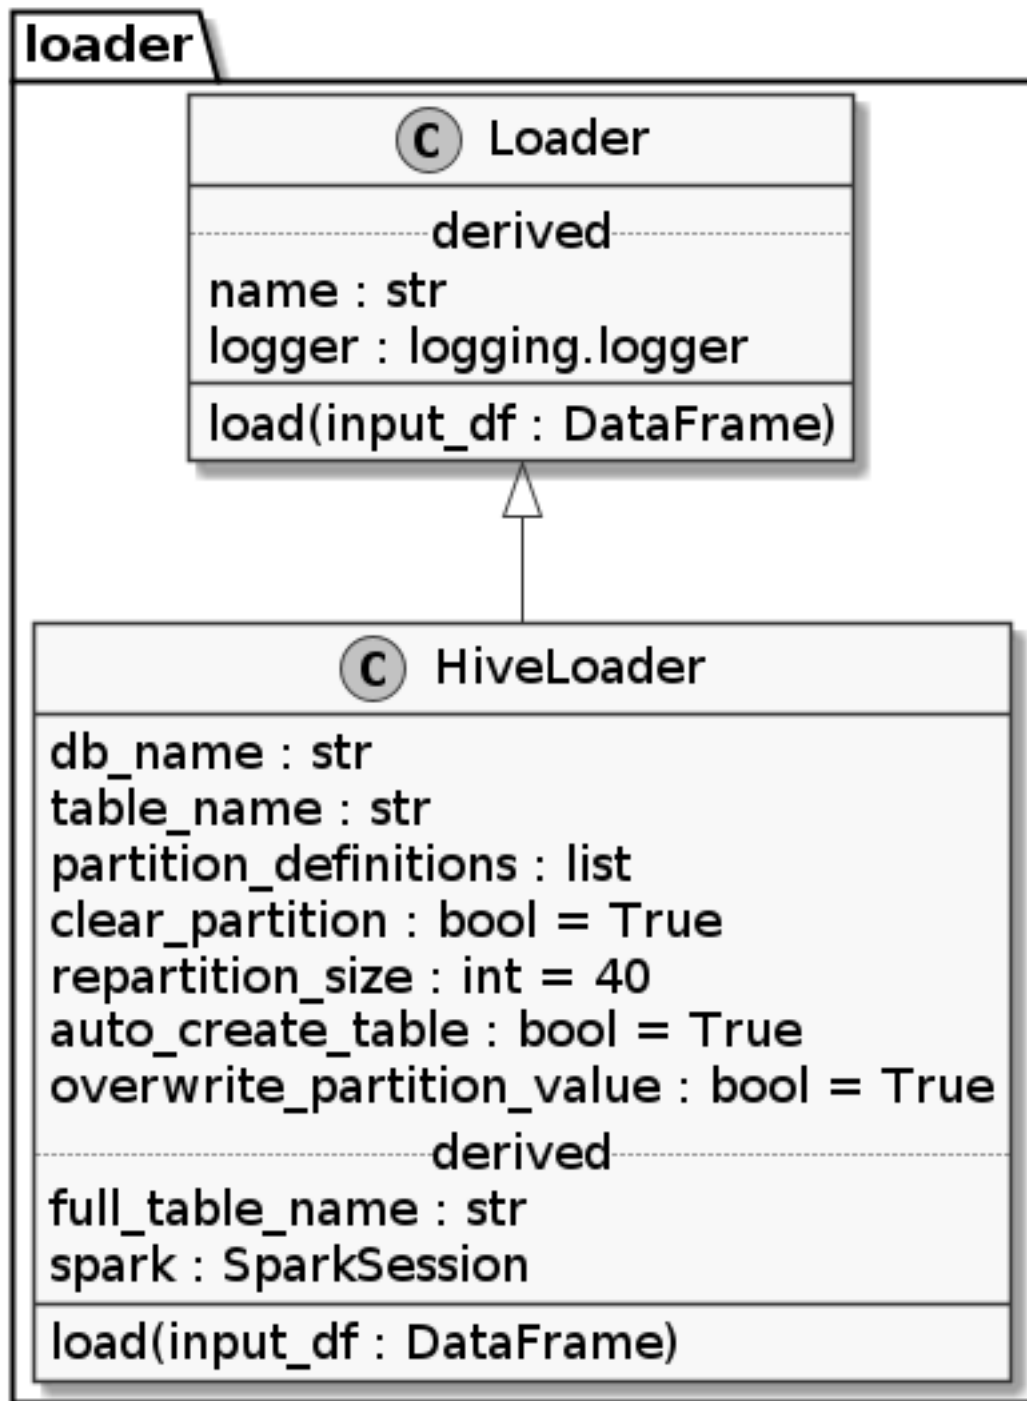 loader
C Loader
derived
name : str
logger : logging.logger
load(input_df : DataFrame)
C HiveLoader
db_name : str
table_name : str
partition_definitions : list
clear_partition : bool = True
repartition_size : int = 40
auto_create_table : bool = True
overwrite_partition_value : bool = True
derived
full_table_name : str
spark : SparkSession
load(input_df : DataFrame)